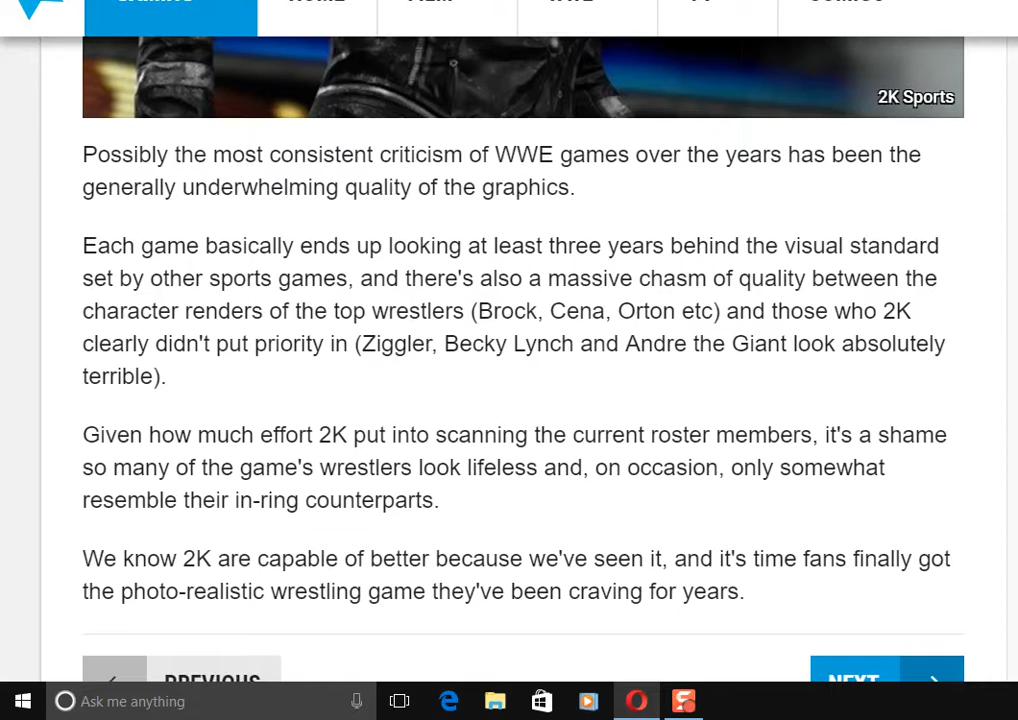 2K Sports
Possibly the most consistent criticism of WWE games over the years has been the
generally underwhelming quality of the graphics.
Each game basically ends up looking at least three years behind the visual standard
set by other sports games, and there's also a massive chasm of quality between the
character renders of the top wrestlers (Brock, Cena, Orton etc) and those who 2K
clearly didn't put priority in (Ziggler, Becky Lynch and Andre the Giant look absolutely
terrible).
Given how much effort 2K put into scanning the current roster members, it's a shame
so many of the game's wrestlers look lifeless and, on occasion, only somewhat
resemble their in-ring counterparts.
We know 2K are capable of better because we've seen it, and it's time fans finally got
the photo-realistic wrestling game they've been craving for years.
PREVIOUS NEXT
Ask me anything